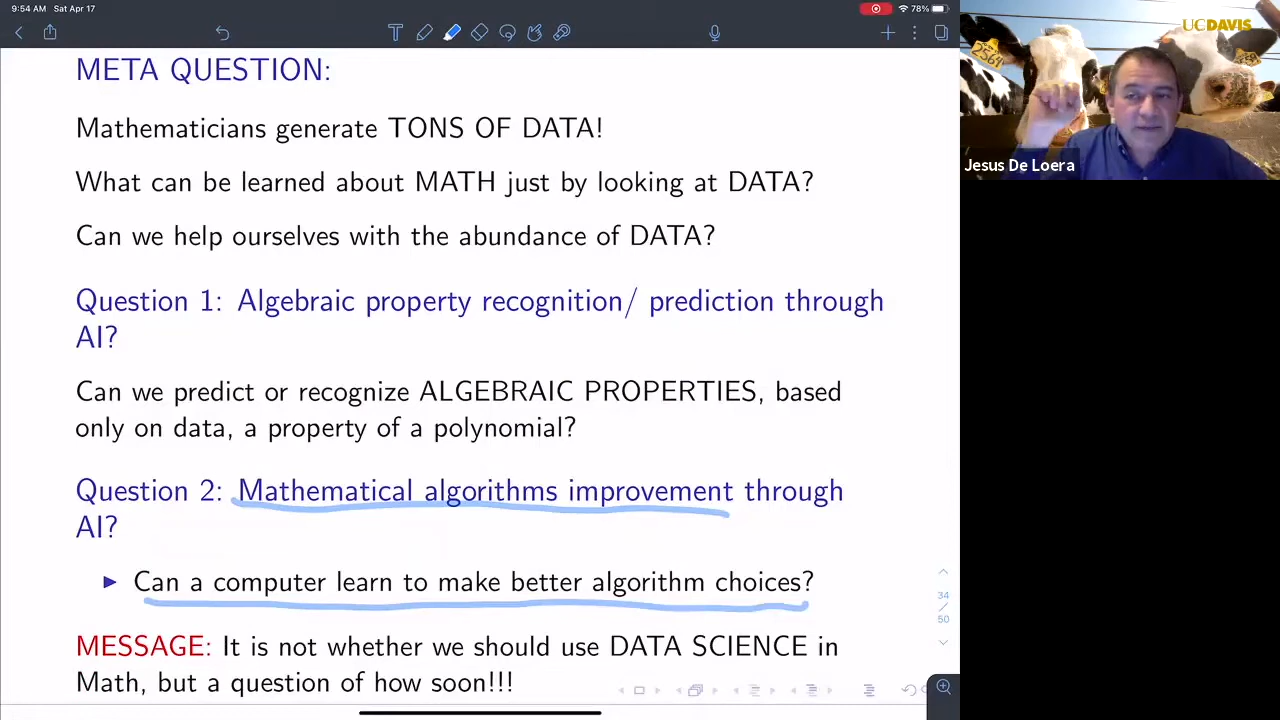 9:54 AM Sat Apr 17
78%
META QUESTION:
Mathematicians generate TONS OF DATA!
What can be learned about MATH just by looking at DATA?
Can we help ourselves with the abundance of DATA?
Question 1: Algebraic property recognition/ prediction through
AI?
Can we predict or recognize ALGEBRAIC PROPERTIES, based
only on data, a property of a polynomial?
Question 2: Mathematical algorithms improvement through
AI?
Can a computer learn to make better algorithm choices?
MESSAGE: It is not whether we should use DATA SCIENCE in
Math, but a question of how soon!!!
34
/
50
UCDAVIS
2564
Jesus De Loera